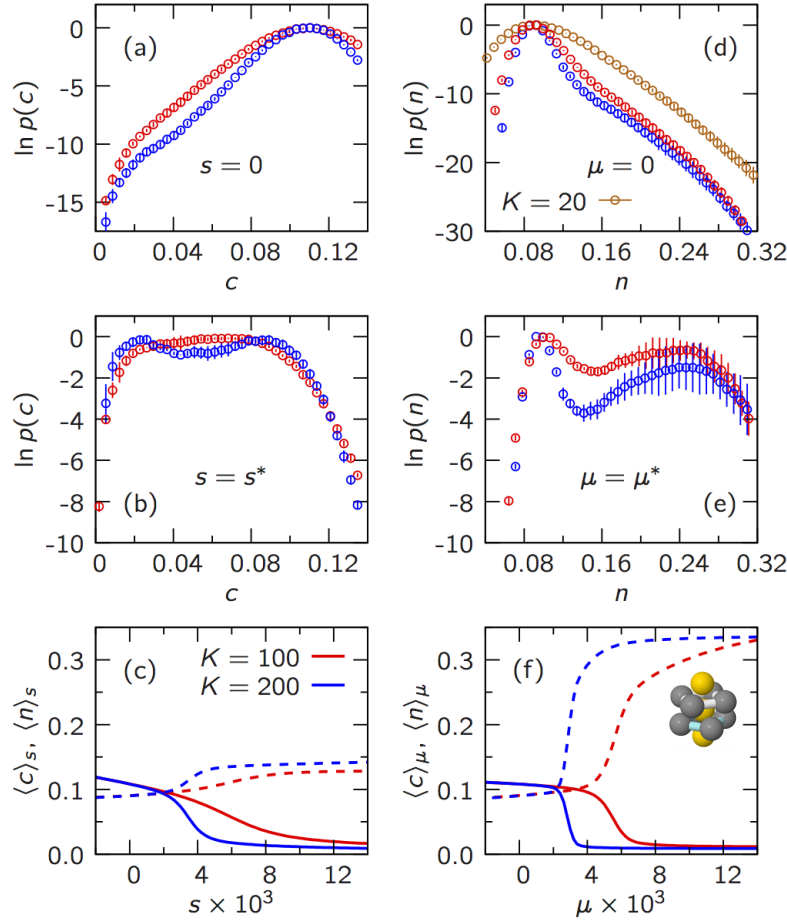 (a)
ln p(c)
0
-5
-10
-15
s = 0
0 0.04 0.08 0.12
c
(d)
ln p(n)
0
-10
-20
-30
μ = 0
K = 20
0.08 0.16 0.24 0.32
n
(b)
ln p(c)
0
-2
-4
-6
-8
-10
s = s*
0 0.04 0.08 0.12
c
(e)
ln p(n)
0
-2
-4
-6
-8
-10
μ = μ*
0.08 0.16 0.24 0.32
n
(c)
⟨c⟩s, ⟨n⟩s
0.3
0.2
0.1
0.0
K = 100
K = 200
0 4 8 12
s × 10³
(f)
⟨c⟩μ, ⟨n⟩μ
0.3
0.2
0.1
0.0
0 4 8 12
μ × 10³